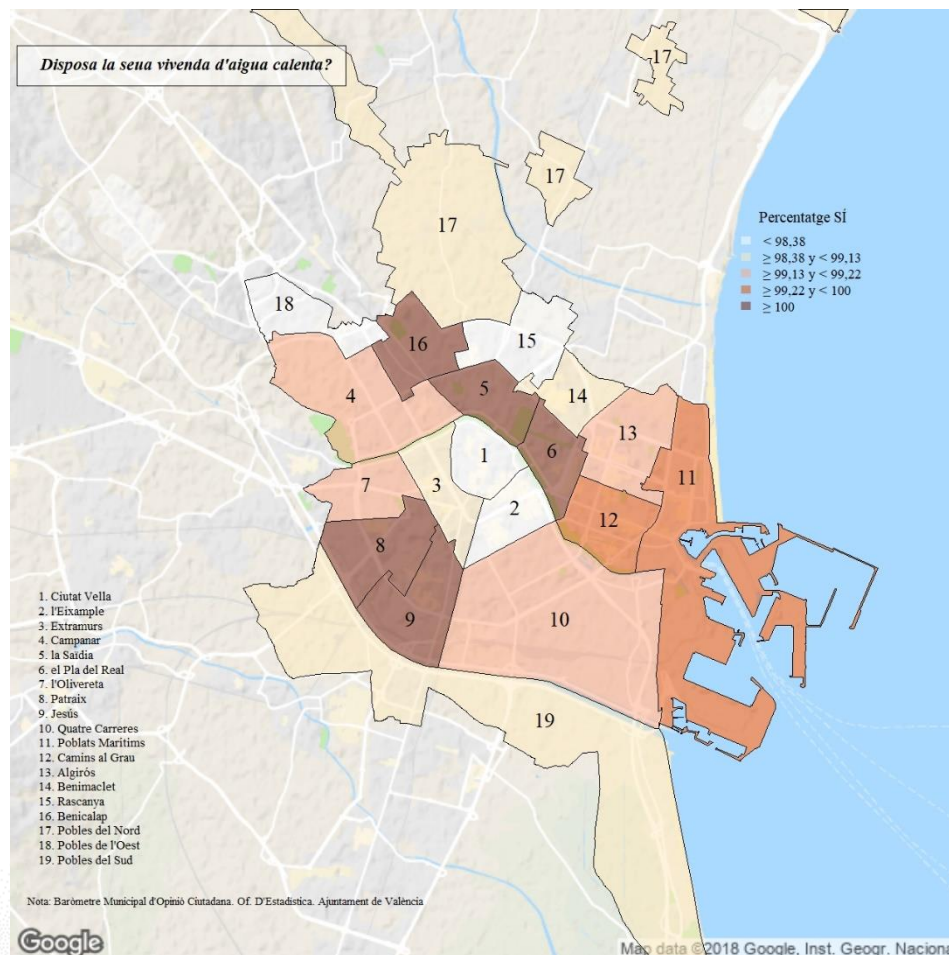 Disposa la seua vivenda d'aigua calenta?
17
17
17
Percentatge SÍ
< 98,38
≥ 98,38 y < 99,13
≥ 99,13 y < 99,22
≥ 99,22 y < 100
≥ 100
18
16
15
4
5
14
13
6
1
3
11
7
2
12
8
9
10
19
1. Ciutat Vella
2. l'Eixample
3. Extramurs
4. Campanar
5. la Saïdia
6. el Pla del Real
7. l'Olivereta
8. Patraix
9. Jesús
10. Quatre Carreres
11. Poblats Marítims
12. Camins al Grau
13. Algirós
14. Benimaclet
15. Rascanya
16. Benicalap
17. Pobles del Nord
18. Pobles de l'Oest
19. Pobles del Sud
Nota: Baròmetre Municipal d'Opinió Ciutadana. Of. D'Estadística. Ajuntament de València
Google
Map data ©2018 Google, Inst. Geogr. Naciona